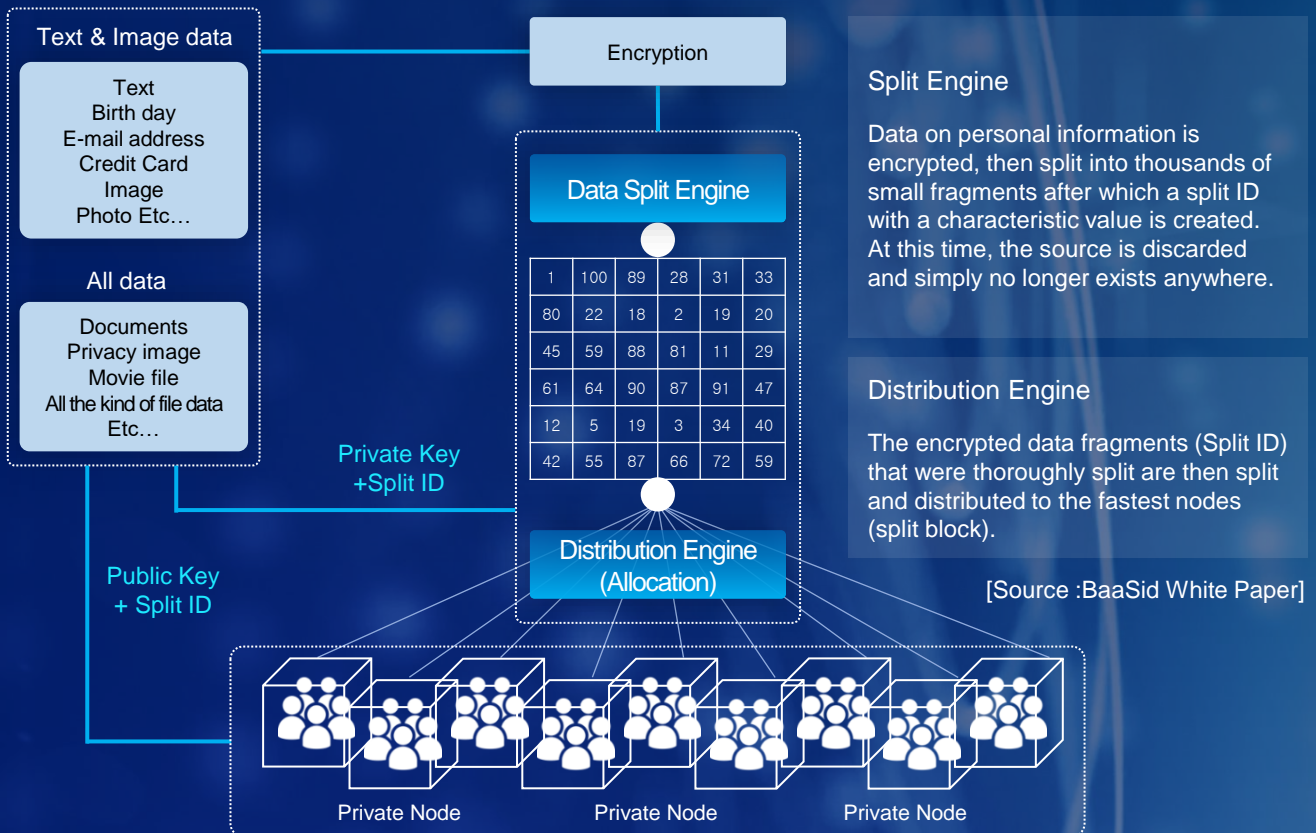 Text & Image data
Text
Birth day
E-mail address
Credit Card
Image
Photo Etc…
All data
Documents
Privacy image
Movie file
All the kind of file data
Etc…
Private Key
+Split ID
Public Key
+ Split ID
Encryption
Data Split Engine
1 100 89 28 31 33
80 22 18 2 19 20
45 59 88 81 11 29
61 64 90 87 91 47
12 5 19 3 34 40
42 55 87 66 72 59
Distribution Engine
(Allocation)
Private Node Private Node Private Node
Split Engine
Data on personal information is
encrypted, then split into thousands of
small fragments after which a split ID
with a characteristic value is created.
At this time, the source is discarded
and simply no longer exists anywhere.
Distribution Engine
The encrypted data fragments (Split ID)
that were thoroughly split are then split
and distributed to the fastest nodes
(split block).
[Source :BaaSid White Paper]